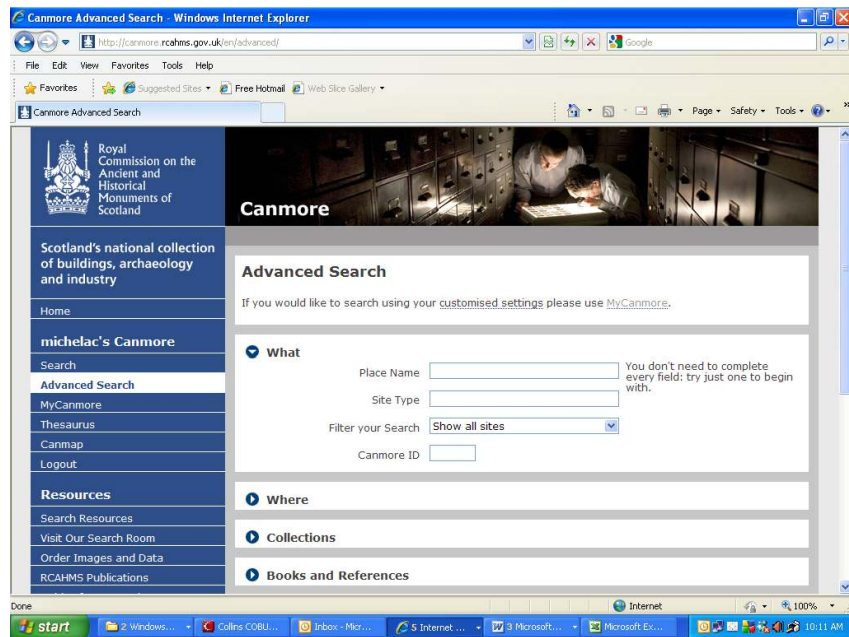 Canmore Advanced Search - Windows Internet Explorer
http://canmore.rcahms.gov.uk/en/advanced/
Google
File Edit View Favorites Tools Help
Favorites Suggested Sites Free Hotmail Web Slice Gallery
Canmore Advanced Search
Page Safety Tools
Royal
Commission on the
Ancient and
Historical
Monuments of
Scotland
Canmore
Scotland's national collection
of buildings, archaeology
and industry
Home
michelac's Canmore
Search
Advanced Search
MyCanmore
Thesaurus
Canmap
Logout
Resources
Search Resources
Visit Our Search Room
Order Images and Data
RCAHMS Publications
Advanced Search
If you would like to search using your customised settings please use MyCanmore.
What
Place Name
You don't need to complete
every field: try just one to begin
with.
Site Type
Filter your Search Show all sites
Canmore ID
Where
Collections
Books and References
Done
Internet
100%
start
2 Windows...
Collins COBU...
Inbox - Micr...
5 Internet ...
3 Microsoft...
Microsoft Ex...
10:11 AM